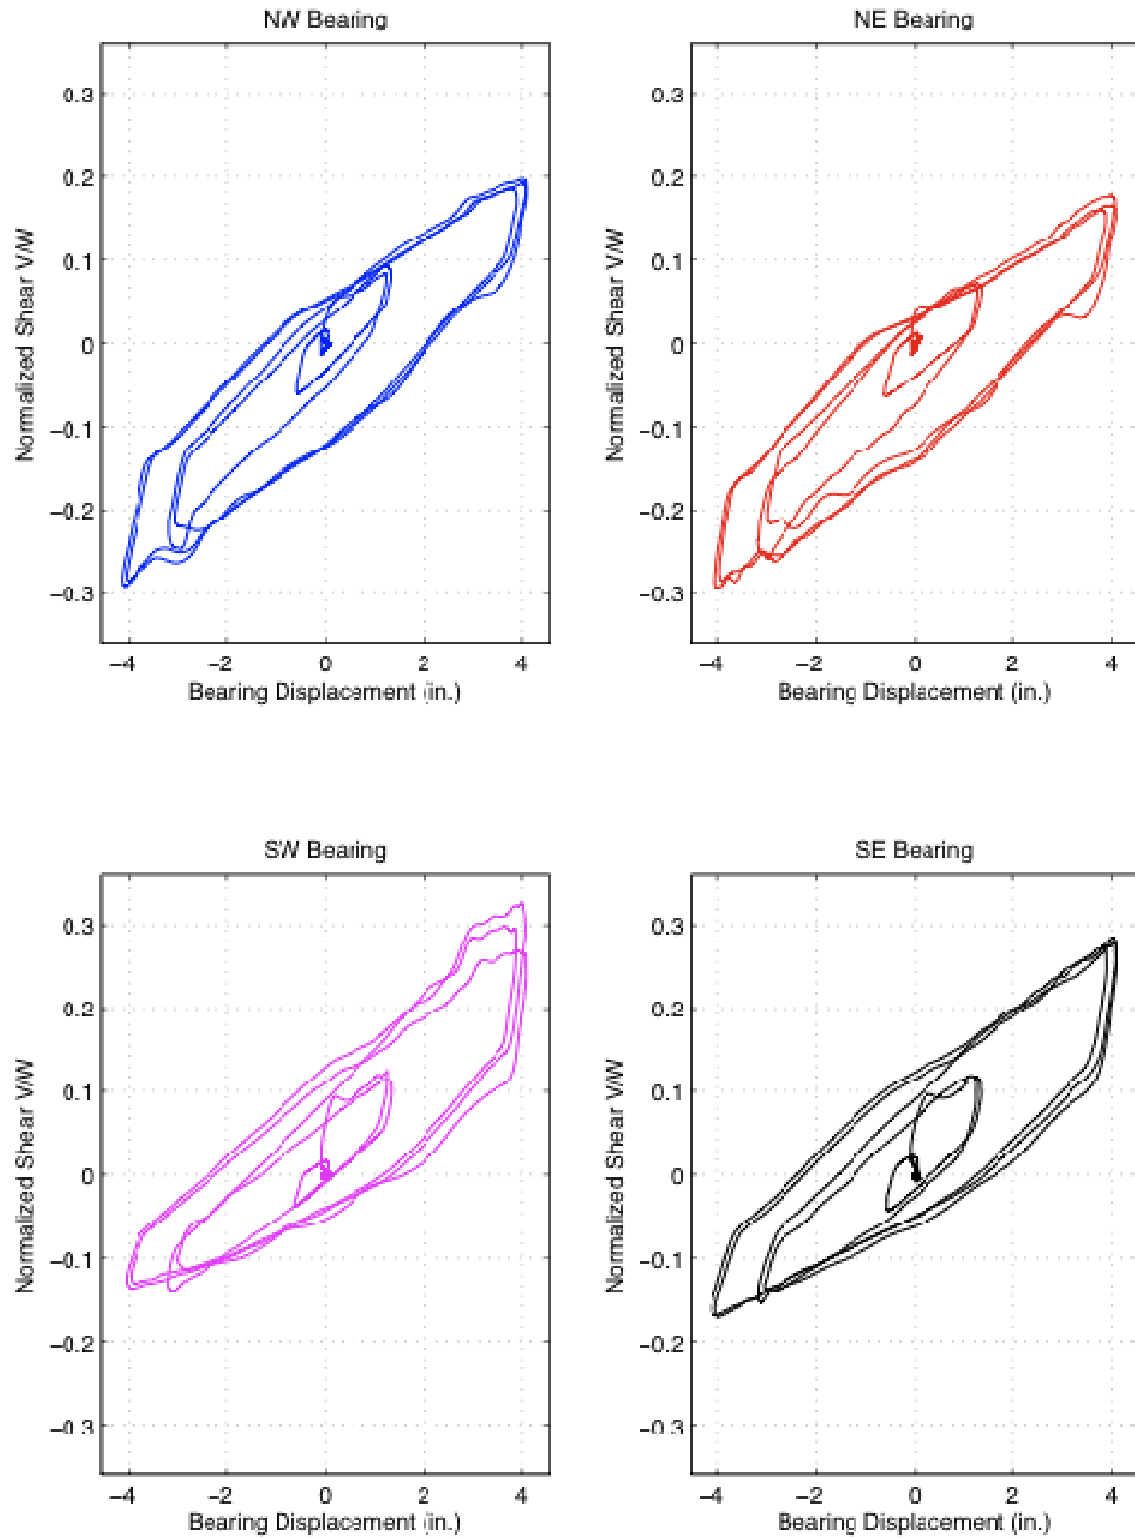 NW Bearing
0.3
0.2
0.1
0
−0.1
−0.2
−0.3
Normalized Shear V/W
−4 −2 0 2 4
Bearing Displacement (in.)
NE Bearing
0.3
0.2
0.1
0
−0.1
−0.2
−0.3
Normalized Shear V/W
−4 −2 0 2 4
Bearing Displacement (in.)
SW Bearing
0.3
0.2
0.1
0
−0.1
−0.2
−0.3
Normalized Shear V/W
−4 −2 0 2 4
Bearing Displacement (in.)
SE Bearing
0.3
0.2
0.1
0
−0.1
−0.2
−0.3
Normalized Shear V/W
−4 −2 0 2 4
Bearing Displacement (in.)